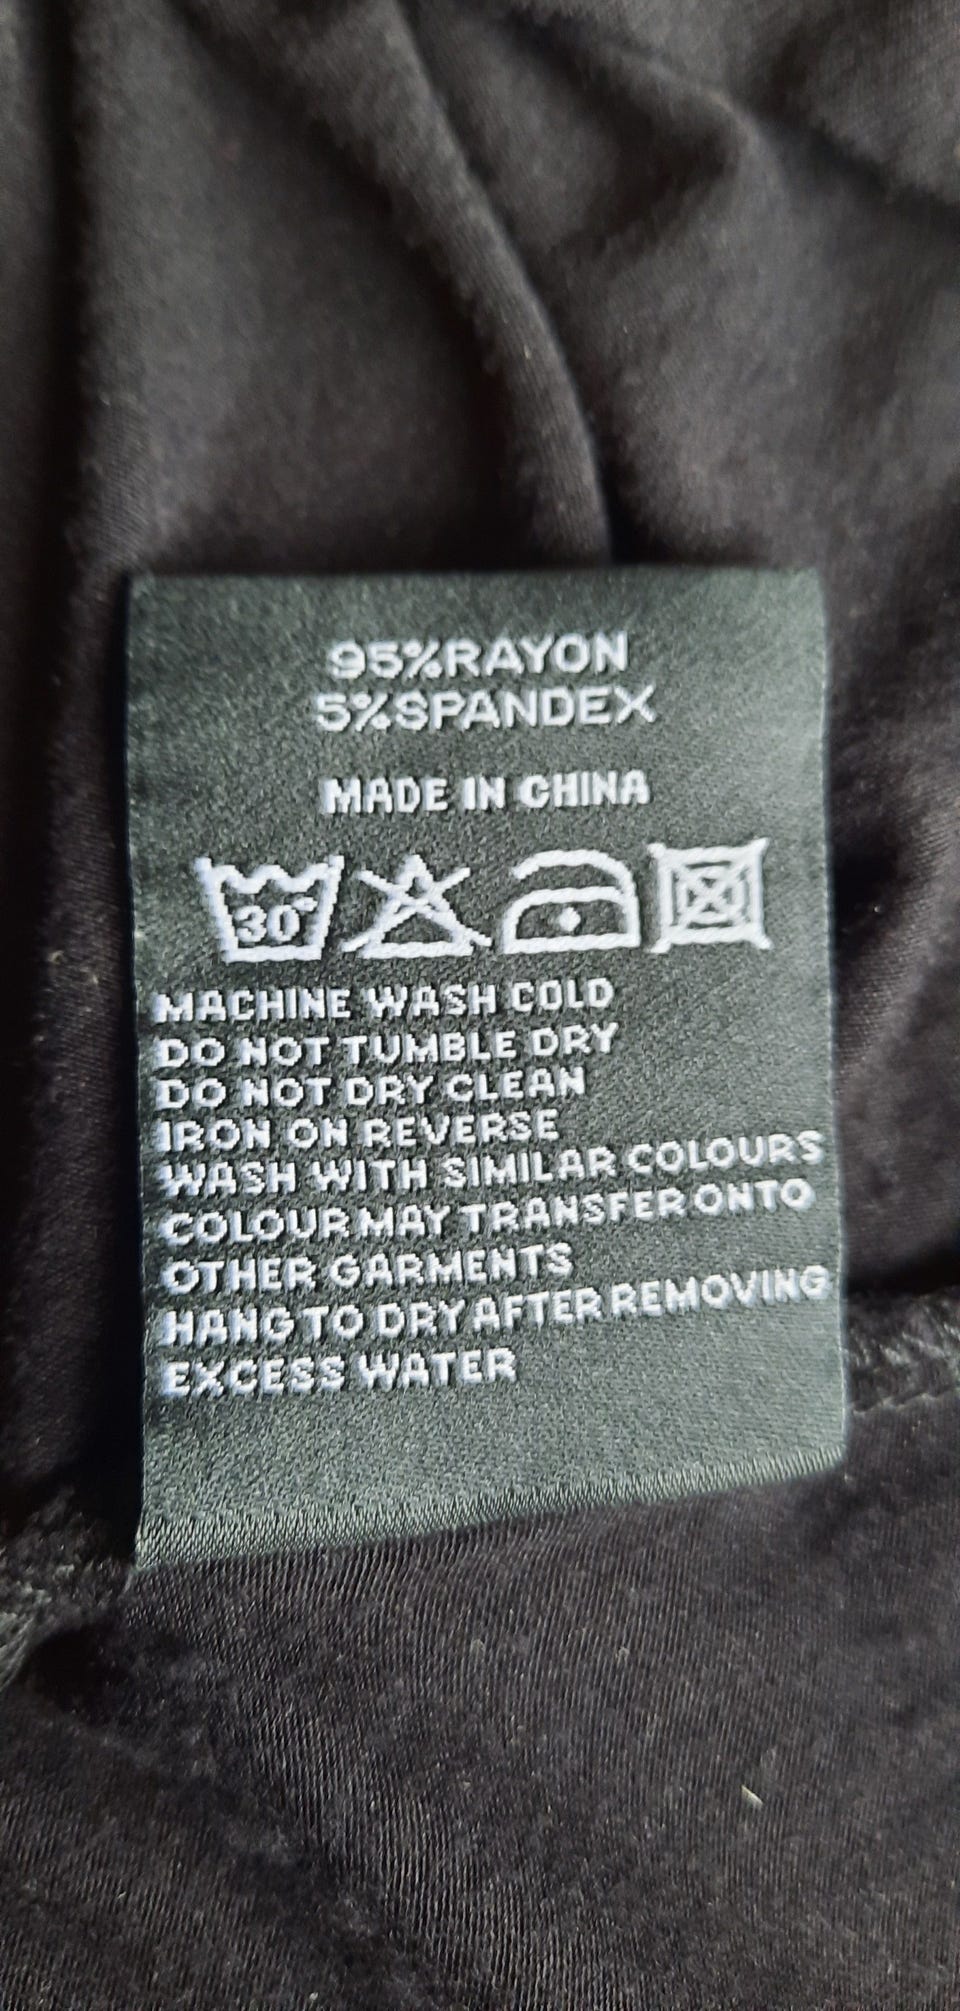 95%RAYON
5%SPANDEX
MADE IN CHINA
30°
MACHINE WASH COLD
DO NOT TUMBLE DRY
DO NOT DRY CLEAN
IRON ON REVERSE
WASH WITH SIMILAR COLOURS
COLOUR MAY TRANSFER ONTO
OTHER GARMENTS
HANG TO DRY AFTER REMOVING
EXCESS WATER